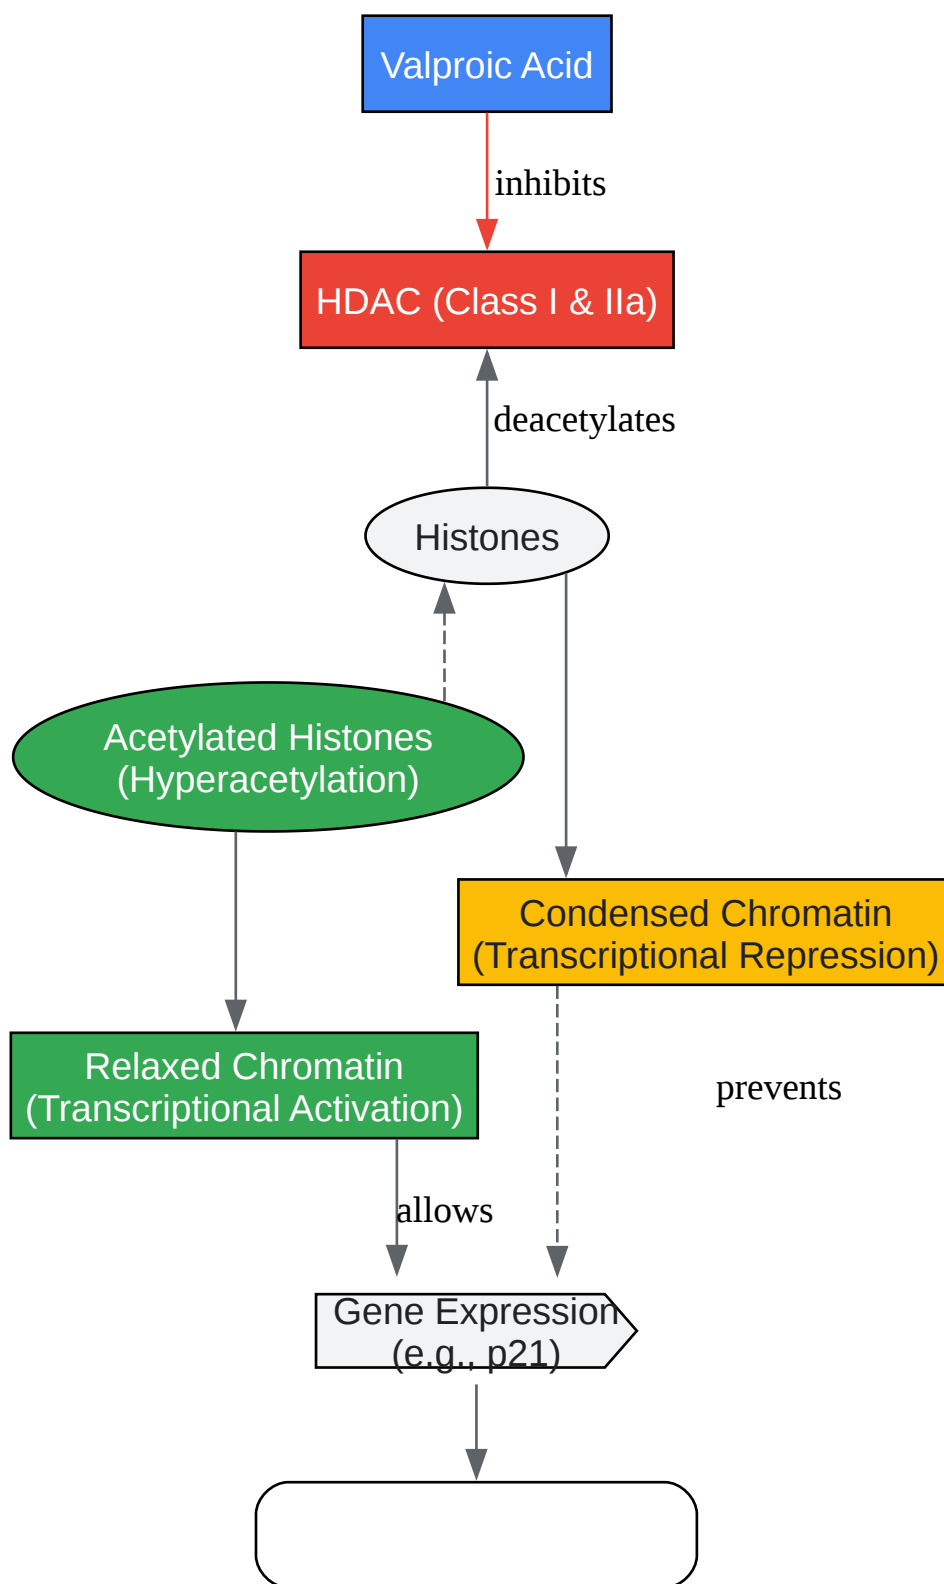 Valproic Acid
inhibits
HDAC (Class I & IIa)
deacetylates
Histones
Acetylated Histones
(Hyperacetylation)
Condensed Chromatin
(Transcriptional Repression)
Relaxed Chromatin
(Transcriptional Activation)
prevents
allows
Gene Expression
(e.g., p21)